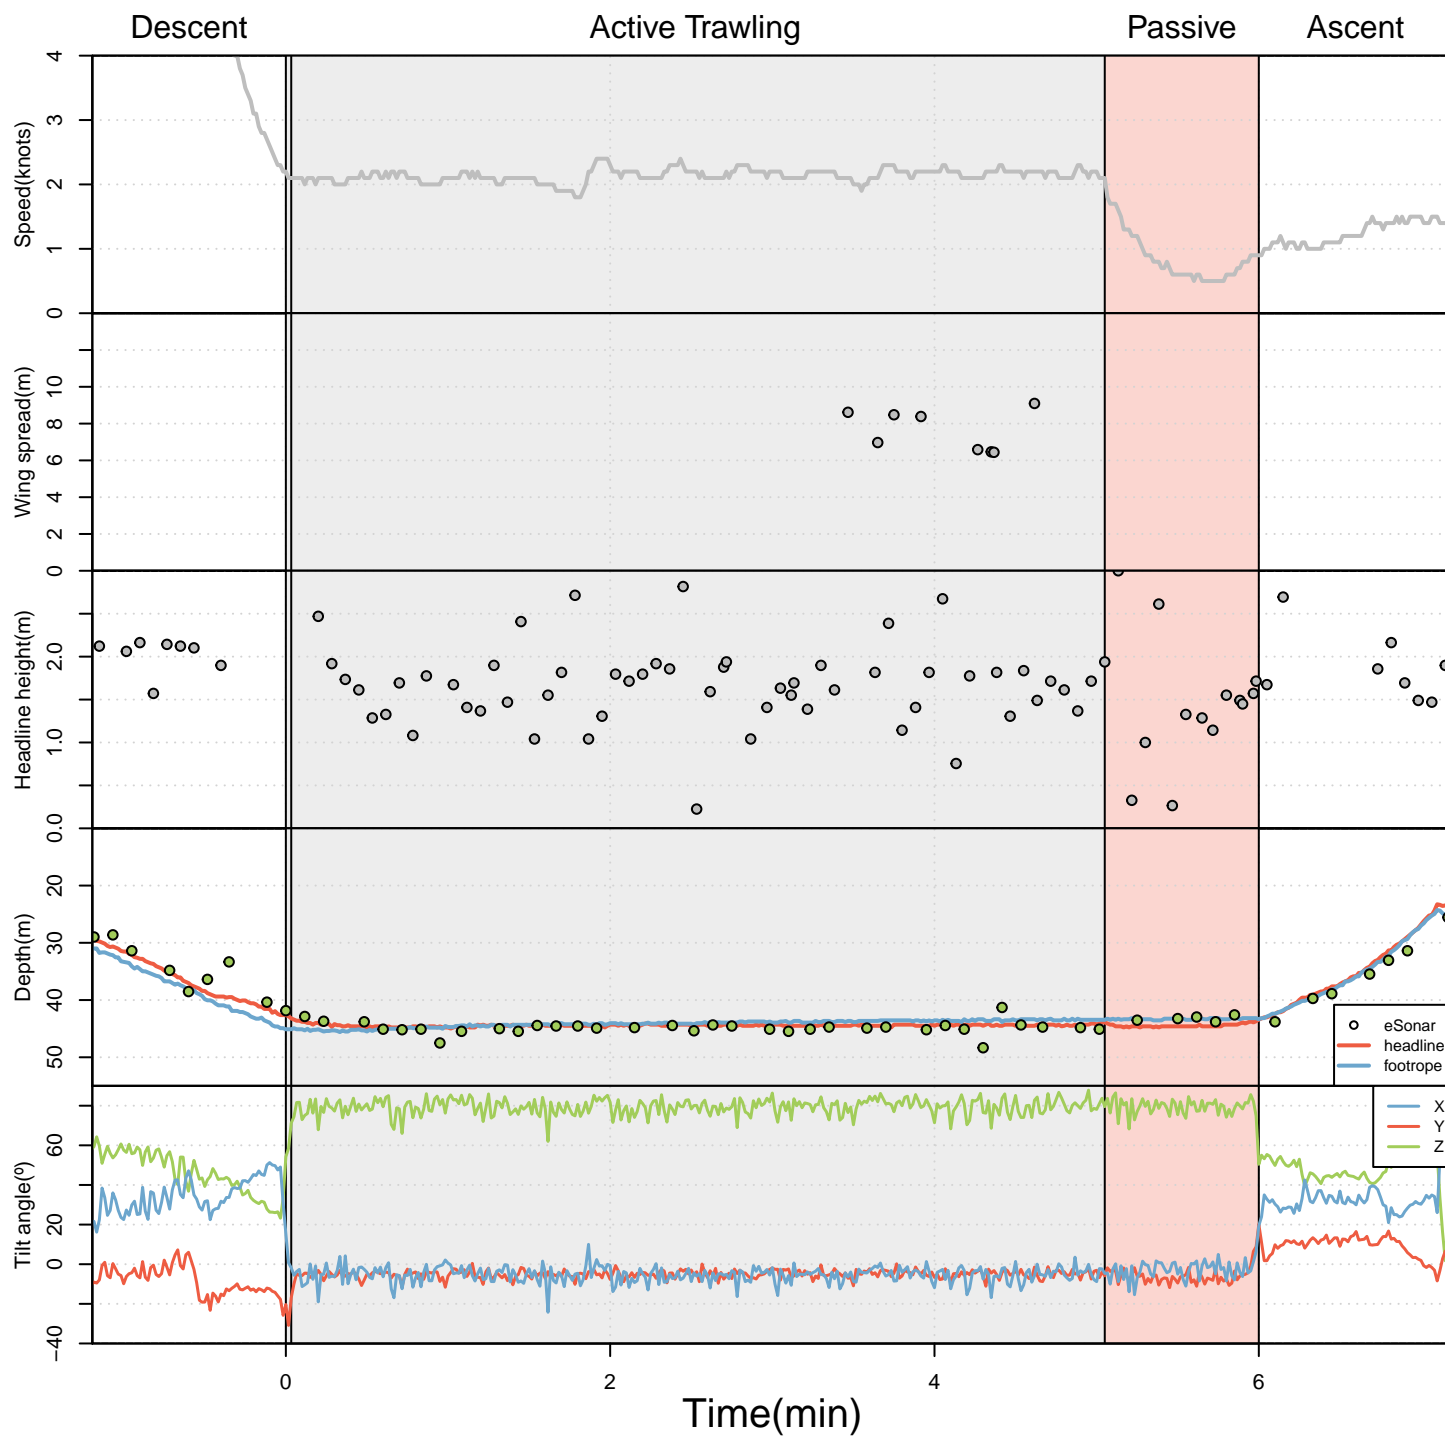 Descent Active Trawling Passive Ascent
Speed(knots)
4
3
2
1
0
Wing spread(m)
10
8
6
4
2
0
Headline height(m)
2.0
1.0
0.0
Depth(m)
20
30
40
50
eSonar
headline
footrope
Tilt angle(º)
60
20
0
−40
X
Y
Z
0 2 4 6
Time(min)